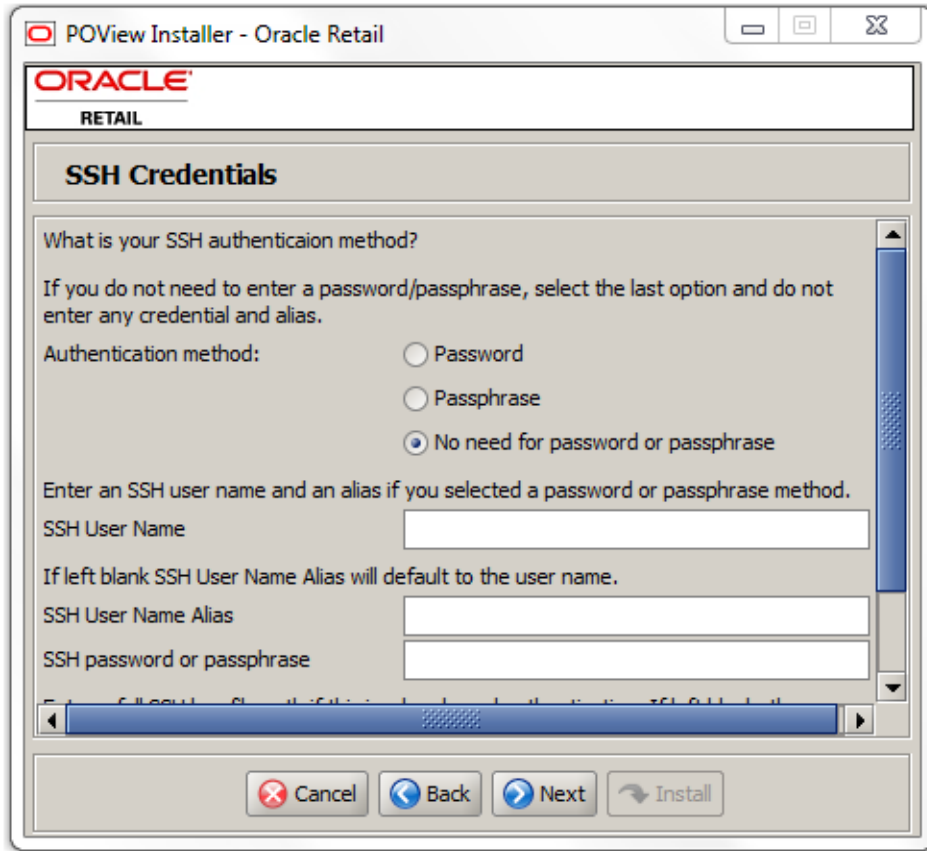 POView Installer - Oracle Retail
ORACLE
RETAIL
SSH Credentials
What is your SSH authenticaion method?
If you do not need to enter a password/passphrase, select the last option and do not
enter any credential and alias.
Authentication method:
Password
Passphrase
No need for password or passphrase
Enter an SSH user name and an alias if you selected a password or passphrase method.
SSH User Name
If left blank SSH User Name Alias will default to the user name.
SSH User Name Alias
SSH password or passphrase
Cancel
Back
Next
Install